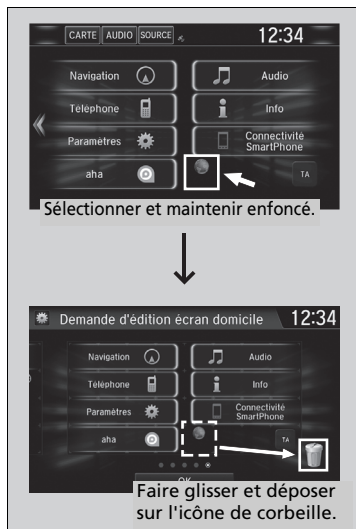 CARTE AUDIO SOURCE 12:34
Navigation Audio
Téléphone Info
Paramètres Connectivité
SmartPhone
aha TA
Sélectionner et maintenir enfoncé.
Demande d'édition écran domicile 12:34
Navigation Audio
Téléphone Info
Paramètres Connectivité
SmartPhone
aha TA
OK
Faire glisser et déposer
sur l'icône de corbeille.